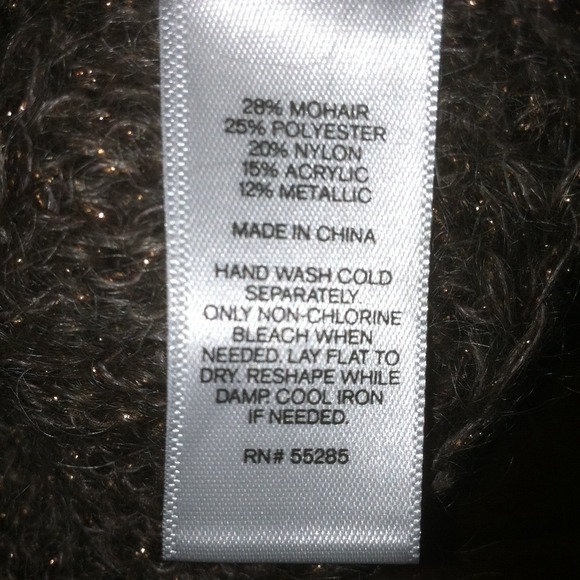 28% MOHAIR
25% POLYESTER
20% NYLON
15% ACRYLIC
12% METALLIC
MADE IN CHINA
HAND WASH COLD
SEPARATELY.
ONLY NON-CHLORINE
BLEACH WHEN
NEEDED. LAY FLAT TO
DRY. RESHAPE WHILE
DAMP. COOL IRON
IF NEEDED.
RN# 55285